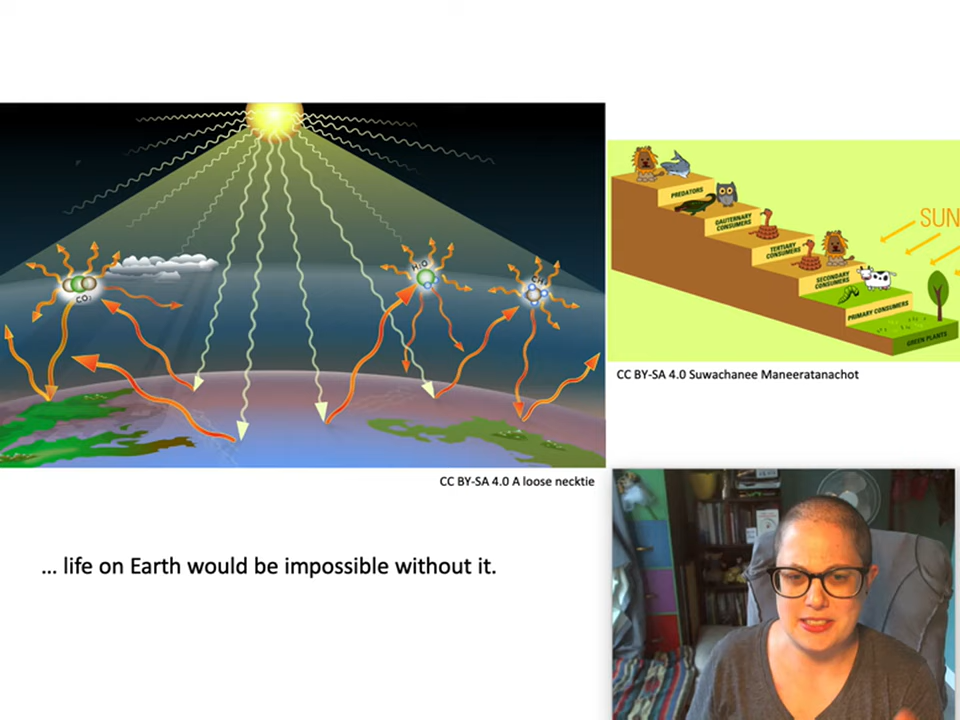 CO2
H2O
CH4
CC BY-SA 4.0 A loose necktie
... life on Earth would be impossible without it.
PREDATORS
QAUTERNARY
CONSUMERS
TERTIARY
CONSUMERS
SECONDARY
CONSUMERS
PRIMARY CONSUMERS
GREEN PLANTS
SUN
CC BY-SA 4.0 Suwachanee Maneeratanachot